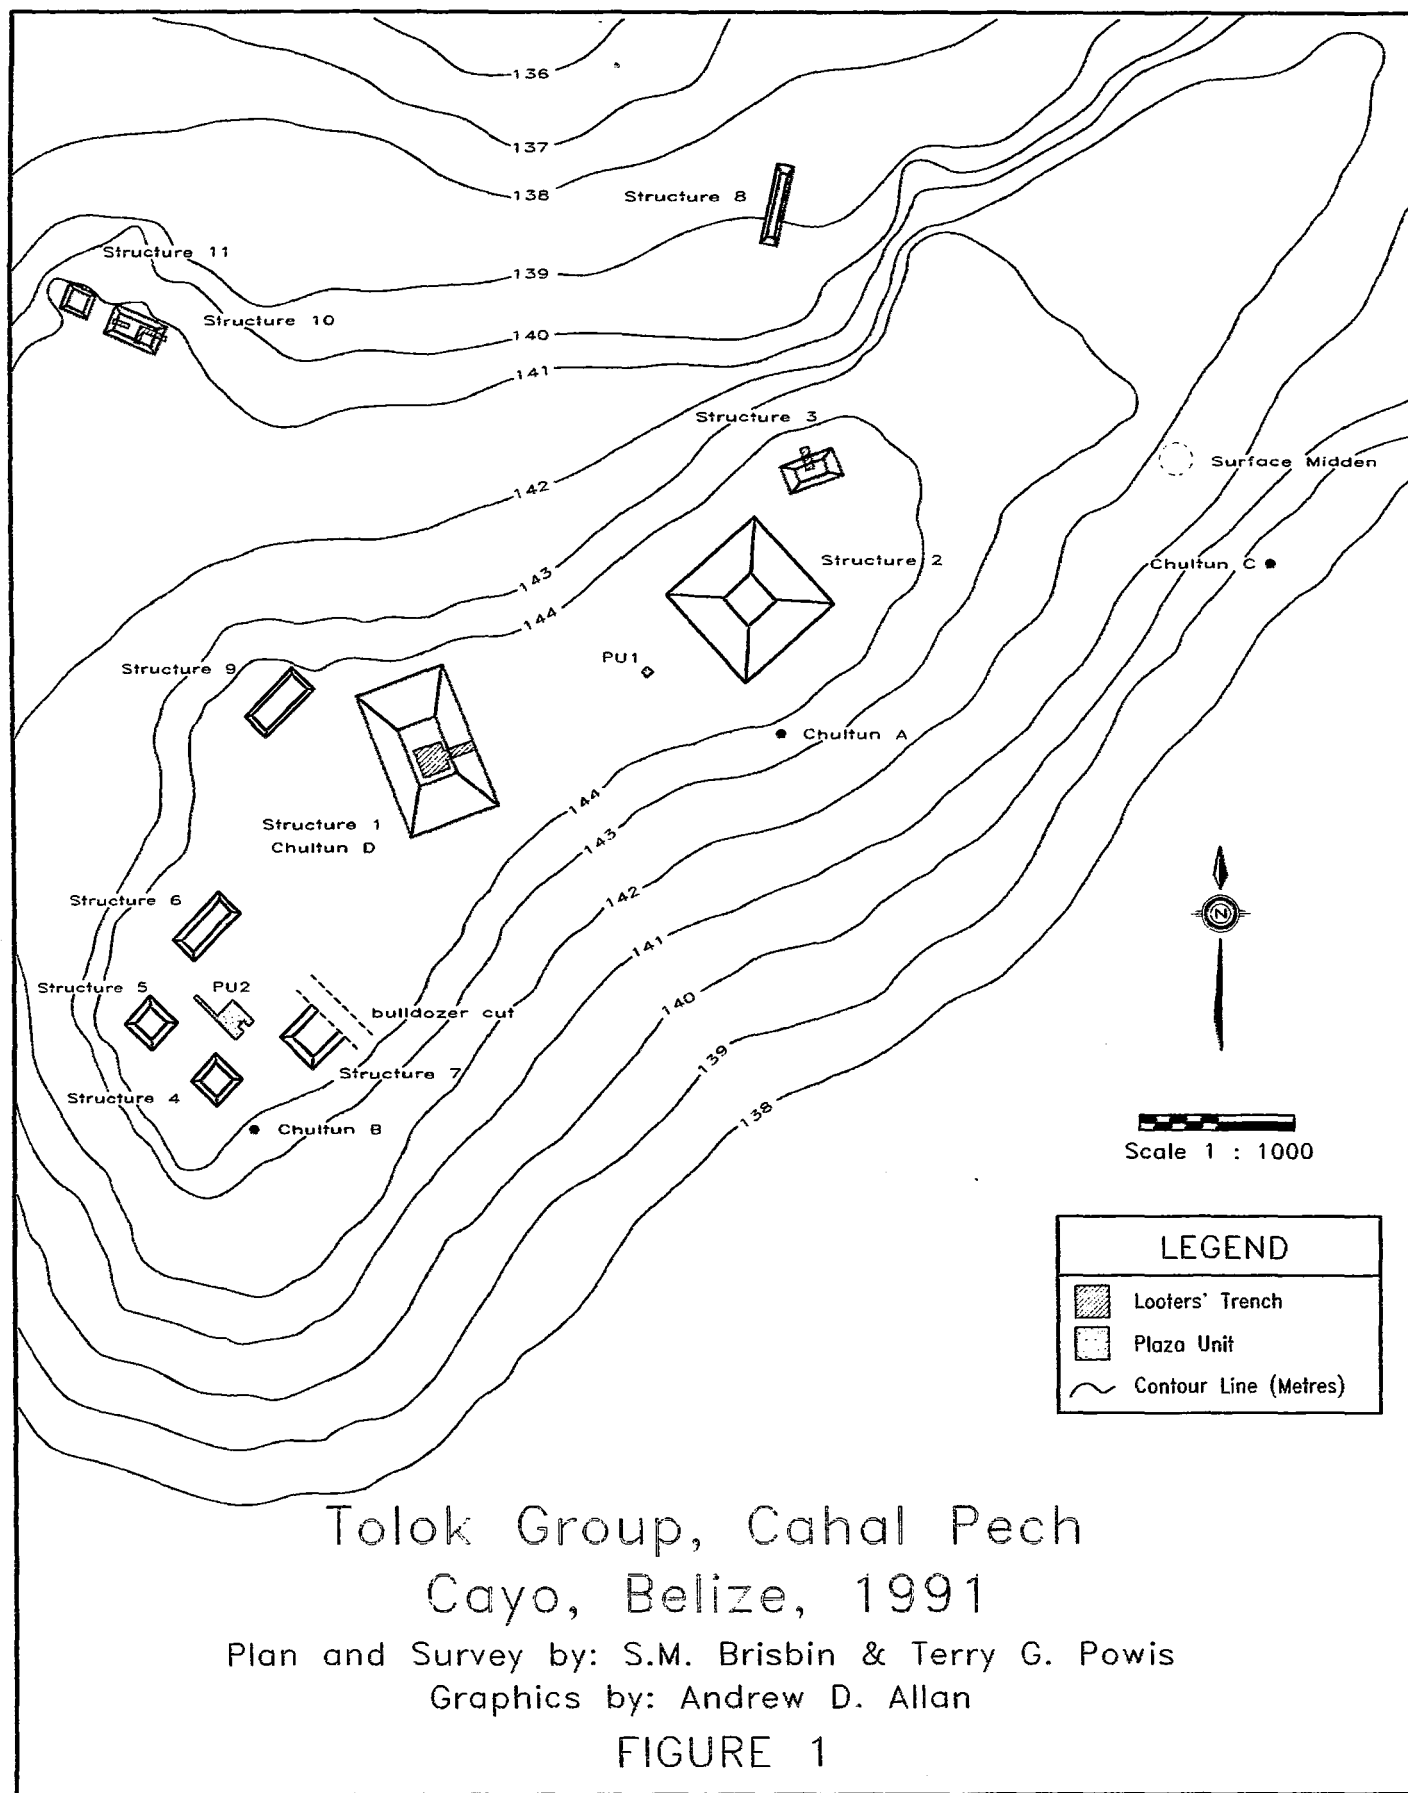 136
137
138
Structure 8
Structure 11
139
Structure 10
140
141
Structure 3
142
Surface Midden
Structure 2
Chultun C
143
144
PU1
Structure 9
Chultun A
144
Structure 1
Chultun D
143
142
Structure 6
N
141
Structure 5
PU2
140
bulldozer cut
139
Structure 7
Structure 4
138
Chultun B
Scale 1 : 1000
LEGEND
Looters' Trench
Plaza Unit
Contour Line (Metres)
Tolok Group, Cahal Pech
Cayo, Belize, 1991
Plan and Survey by: S.M. Brisbin & Terry G. Powis
Graphics by: Andrew D. Allan
FIGURE 1